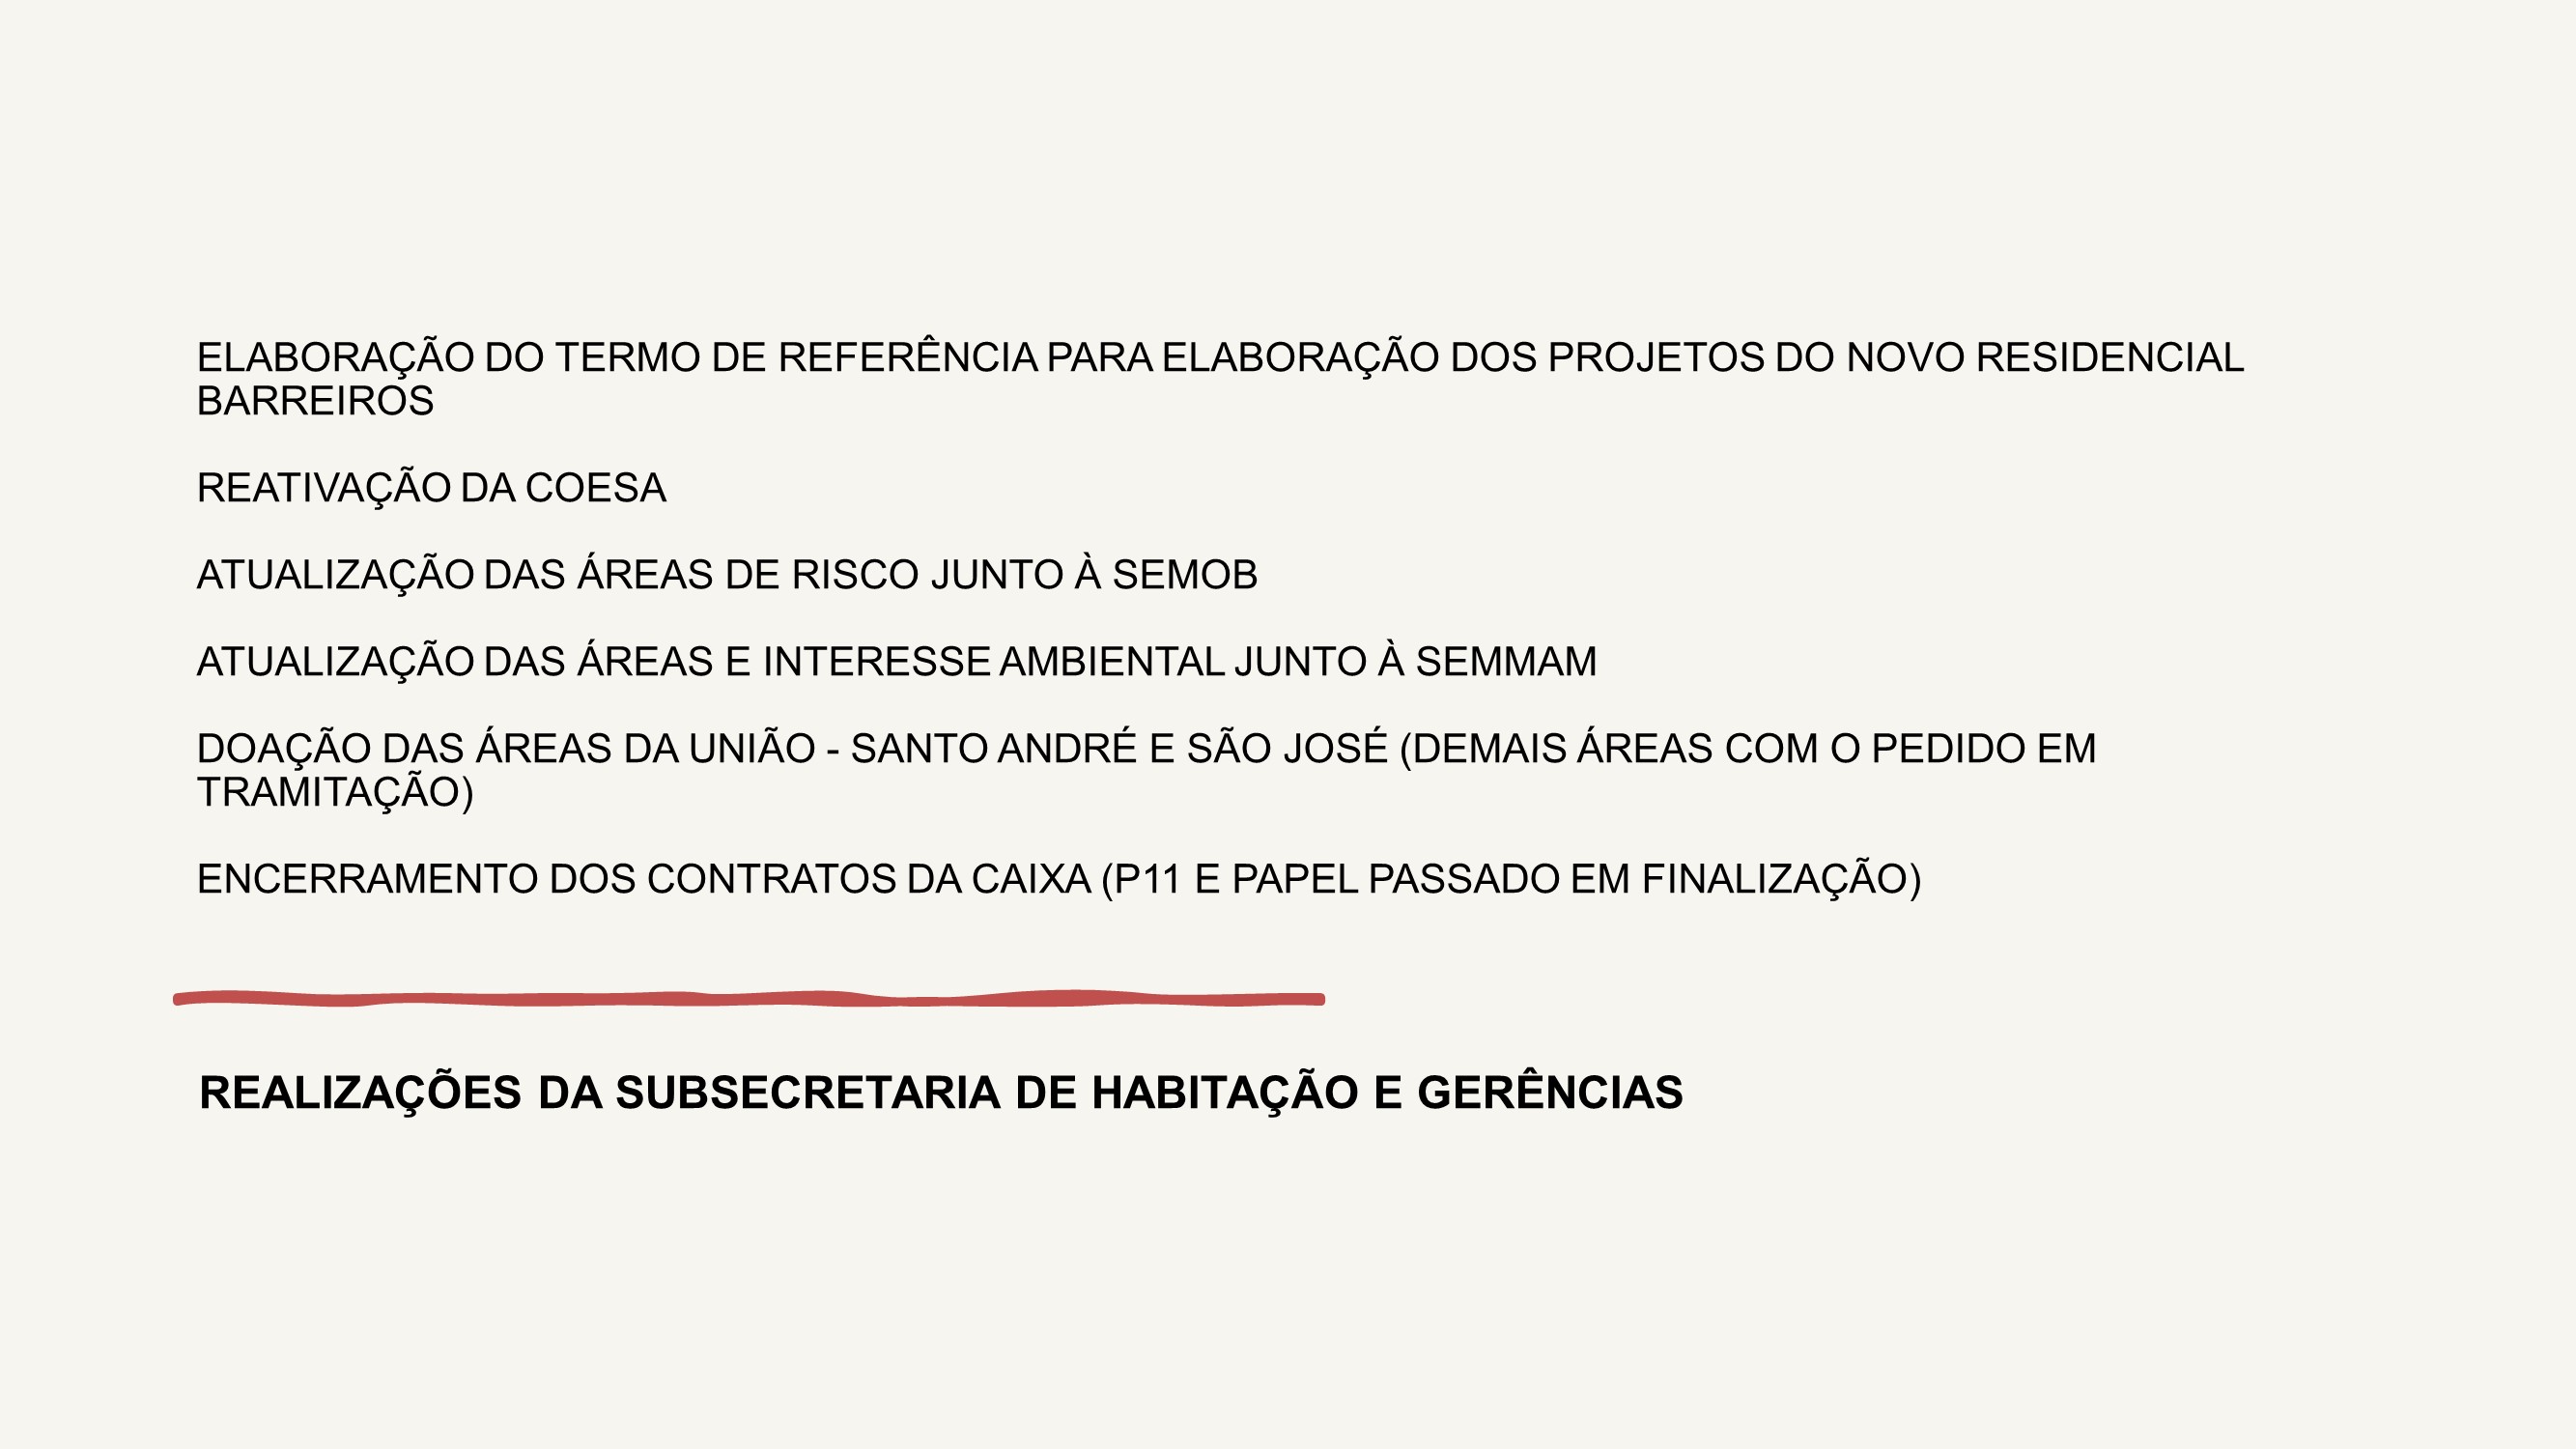 ELABORAÇÃO DO TERMO DE REFERÊNCIA PARA ELABORAÇÃO DOS PROJETOS DO NOVO RESIDENCIAL
BARREIROS
REATIVAÇÃO DA COESA
ATUALIZAÇÃO DAS ÁREAS DE RISCO JUNTO À SEMOB
ATUALIZAÇÃO DAS ÁREAS E INTERESSE AMBIENTAL JUNTO À SEMMAM
DOAÇÃO DAS ÁREAS DA UNIÃO - SANTO ANDRÉ E SÃO JOSÉ (DEMAIS ÁREAS COM O PEDIDO EM
TRAMITAÇÃO)
ENCERRAMENTO DOS CONTRATOS DA CAIXA (P11 E PAPEL PASSADO EM FINALIZAÇÃO)
REALIZAÇÕES DA SUBSECRETARIA DE HABITAÇÃO E GERÊNCIAS